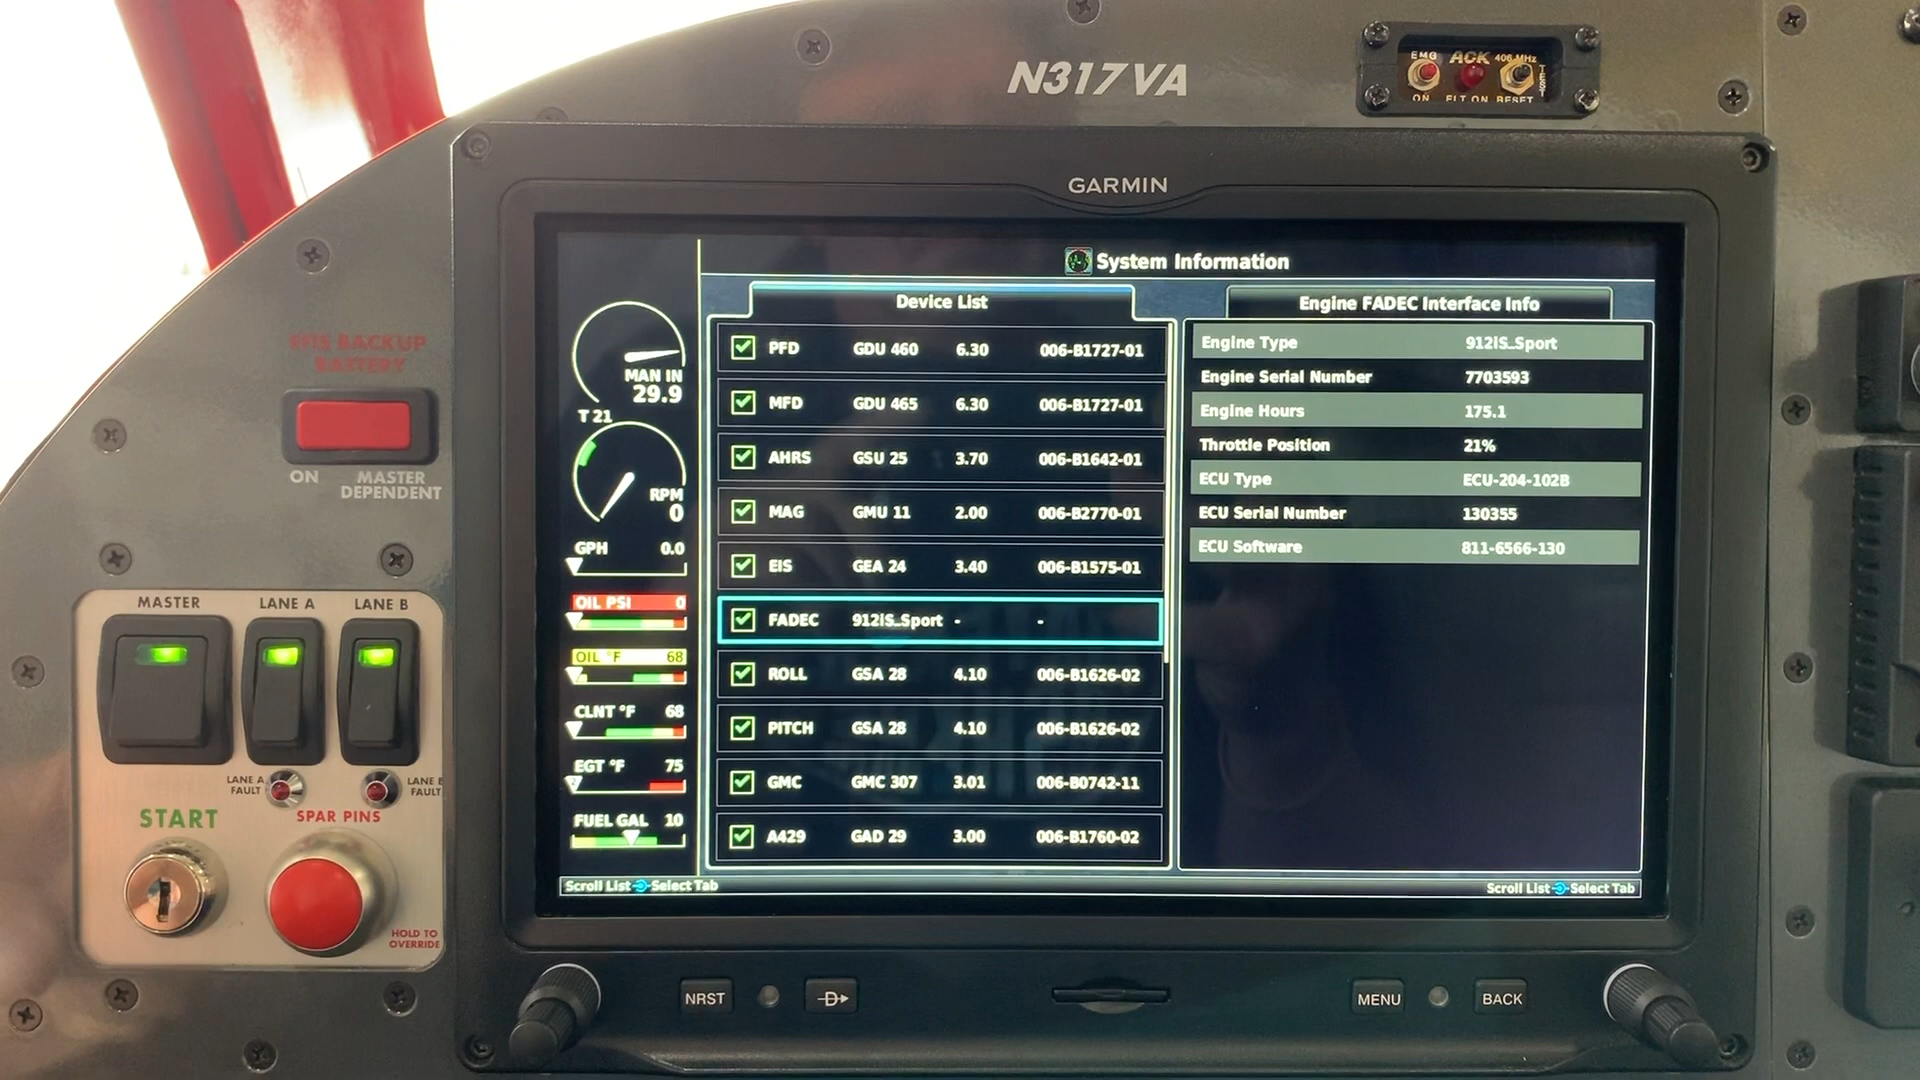 N317VA
EMG ACK 406 MHz
ON ELT ON RESET
TEST
GARMIN
EFIS BACKUP
BATTERY
ON MASTER
DEPENDENT
MASTER LANE A LANE B
LANE A
FAULT
LANE B
FAULT
START SPAR PINS
HOLD TO
OVERRIDE
System Information
MAN IN
29.9
T 21
RPM
0
GPH 0.0
OIL PSI 0
OIL °F 68
CLNT °F 68
EGT °F 75
FUEL GAL 10
Device List
PFD GDU 460 6.30 006-B1727-01
MFD GDU 465 6.30 006-B1727-01
AHRS GSU 25 3.70 006-B1642-01
MAG GMU 11 2.00 006-B2770-01
EIS GEA 24 3.40 006-B1575-01
FADEC 912iS_Sport - -
ROLL GSA 28 4.10 006-B1626-02
PITCH GSA 28 4.10 006-B1626-02
GMC GMC 307 3.01 006-B0742-11
A429 GAD 29 3.00 006-B1760-02
Engine FADEC Interface Info
Engine Type 912iS_Sport
Engine Serial Number 7703593
Engine Hours 175.1
Throttle Position 21%
ECU Type ECU-204-102B
ECU Serial Number 130355
ECU Software 811-6566-130
Scroll List Select Tab
Scroll List Select Tab
NRST D MENU BACK